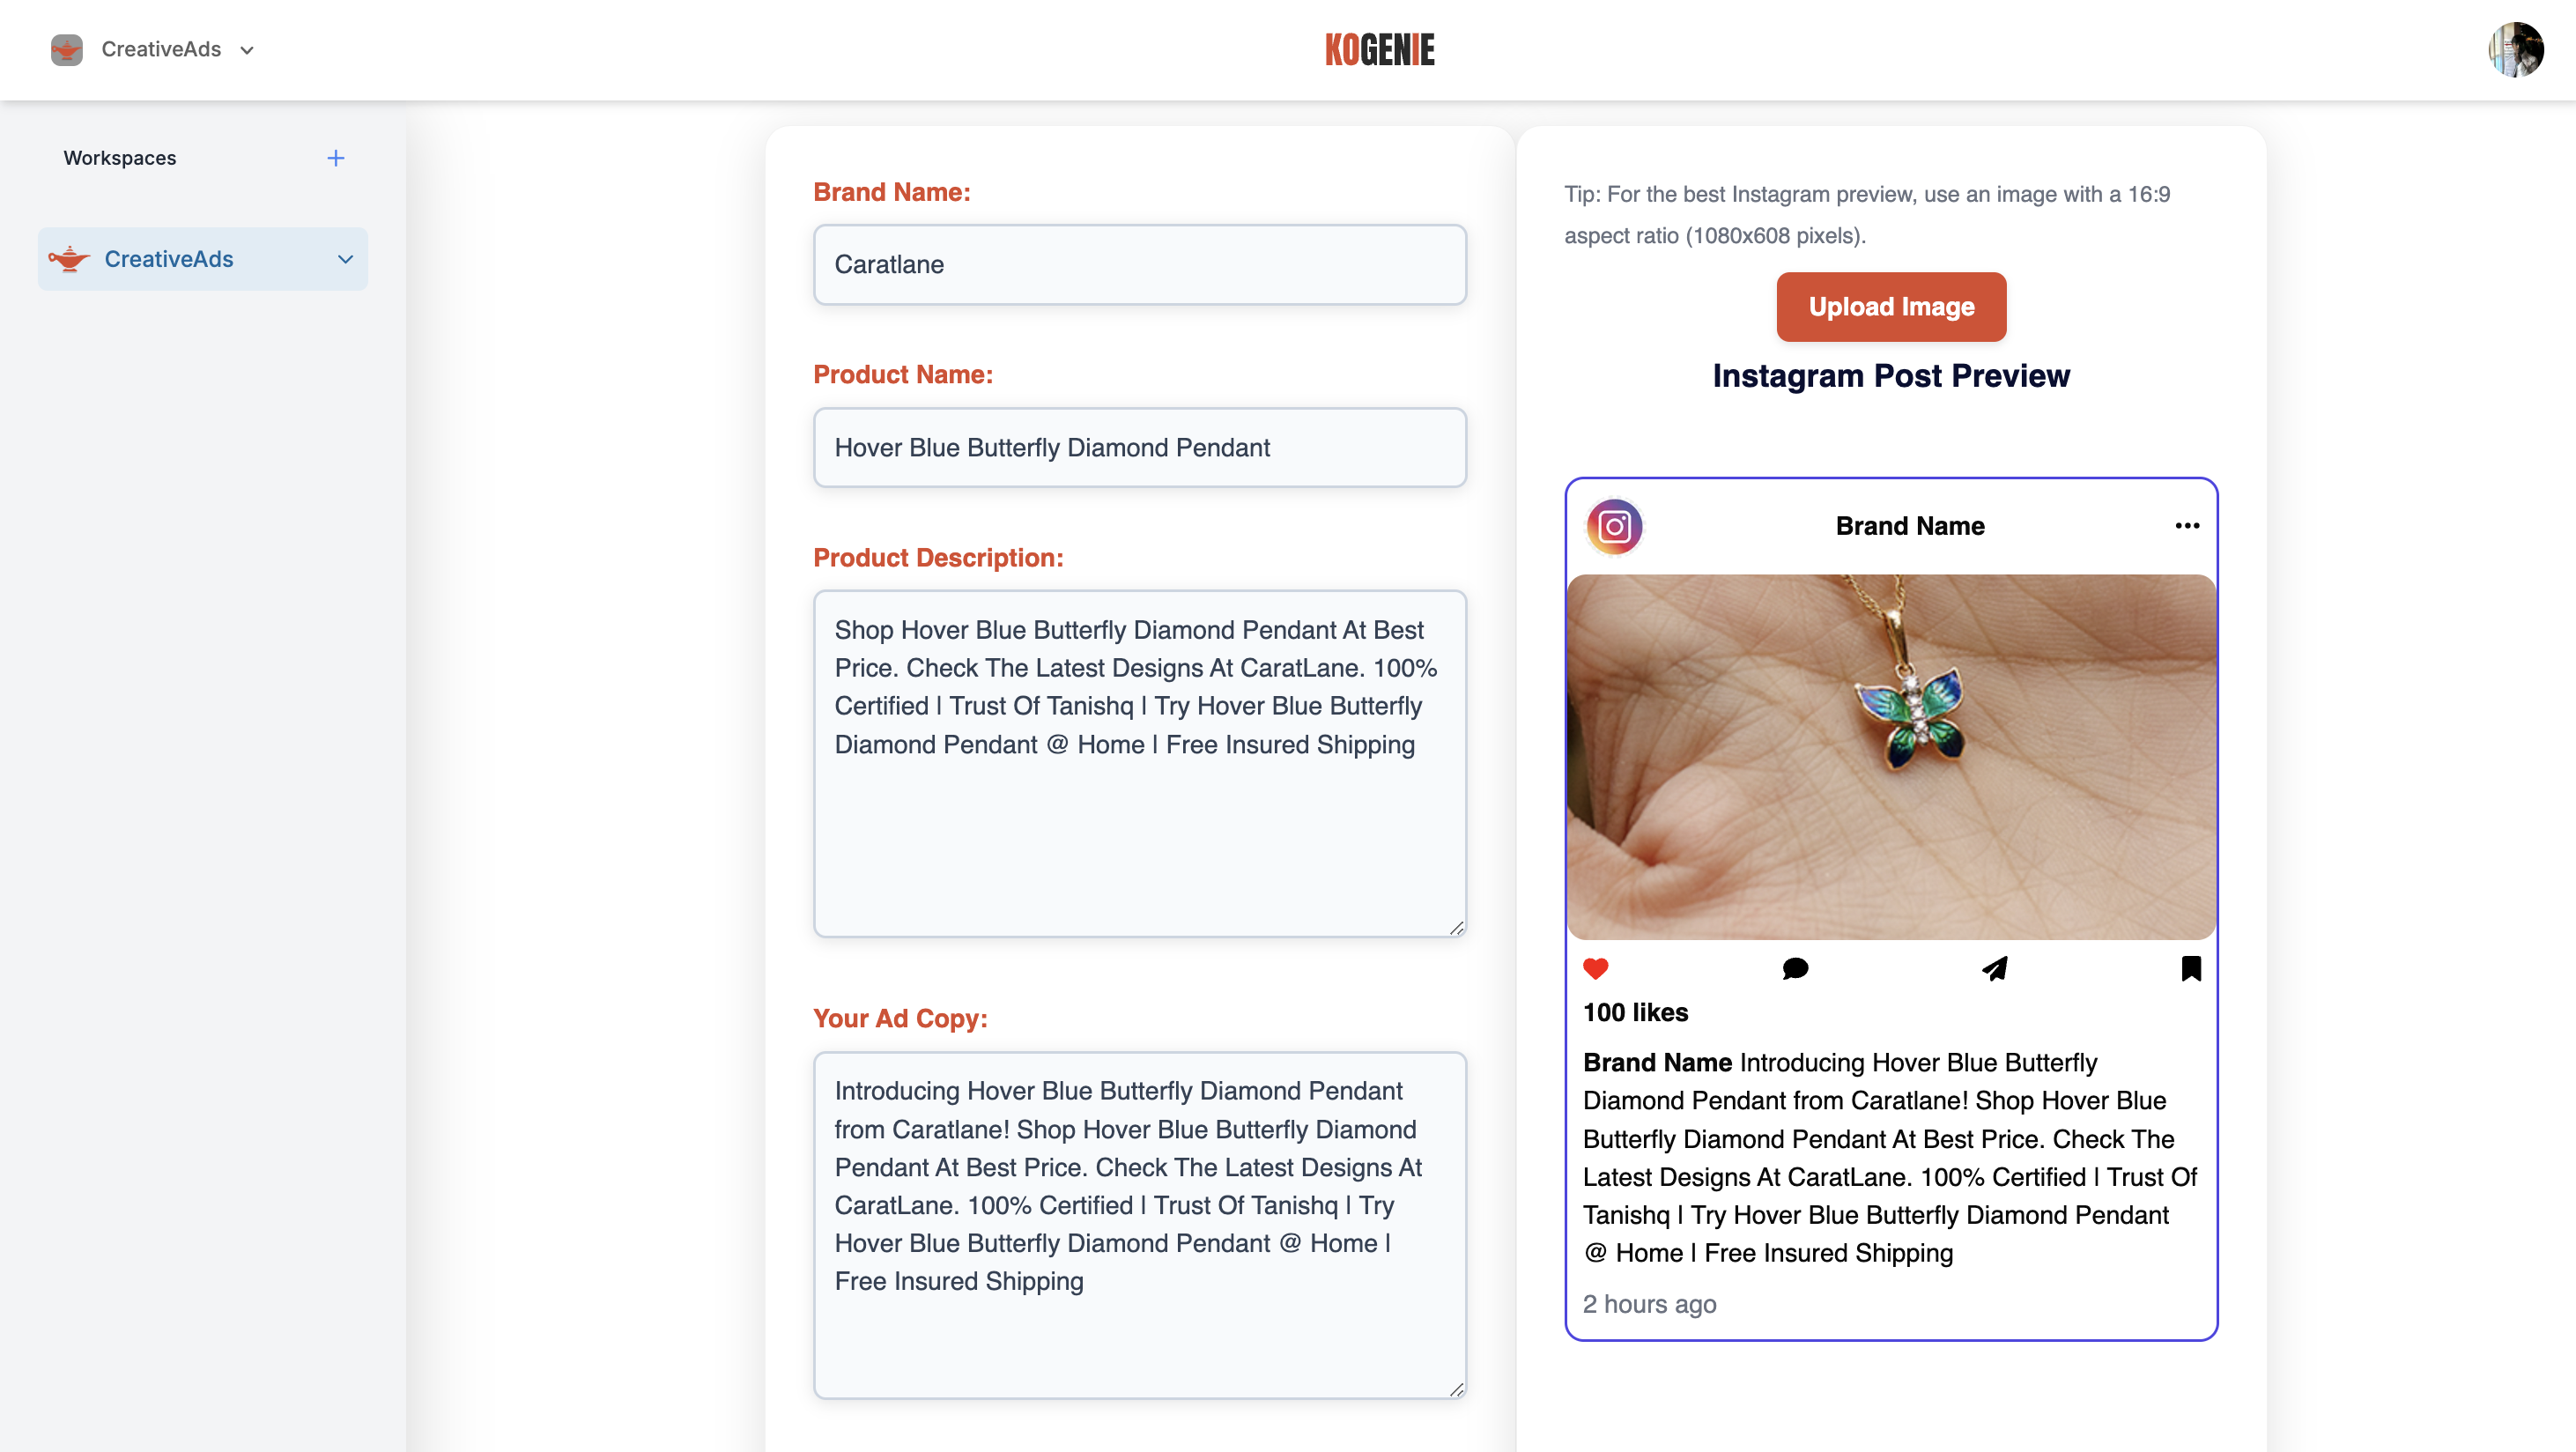 CreativeAds
KOGENIE
Workspaces
CreativeAds
Brand Name:
Caratlane
Product Name:
Hover Blue Butterfly Diamond Pendant
Product Description:
Shop Hover Blue Butterfly Diamond Pendant At Best
Price. Check The Latest Designs At CaratLane. 100%
Certified | Trust Of Tanishq | Try Hover Blue Butterfly
Diamond Pendant @ Home | Free Insured Shipping
Your Ad Copy:
Introducing Hover Blue Butterfly Diamond Pendant
from Caratlane! Shop Hover Blue Butterfly Diamond
Pendant At Best Price. Check The Latest Designs At
CaratLane. 100% Certified | Trust Of Tanishq | Try
Hover Blue Butterfly Diamond Pendant @ Home |
Free Insured Shipping
Tip: For the best Instagram preview, use an image with a 16:9
aspect ratio (1080x608 pixels).
Upload Image
Instagram Post Preview
Brand Name
100 likes
Brand Name Introducing Hover Blue Butterfly
Diamond Pendant from Caratlane! Shop Hover Blue
Butterfly Diamond Pendant At Best Price. Check The
Latest Designs At CaratLane. 100% Certified | Trust Of
Tanishq | Try Hover Blue Butterfly Diamond Pendant
@ Home | Free Insured Shipping
2 hours ago